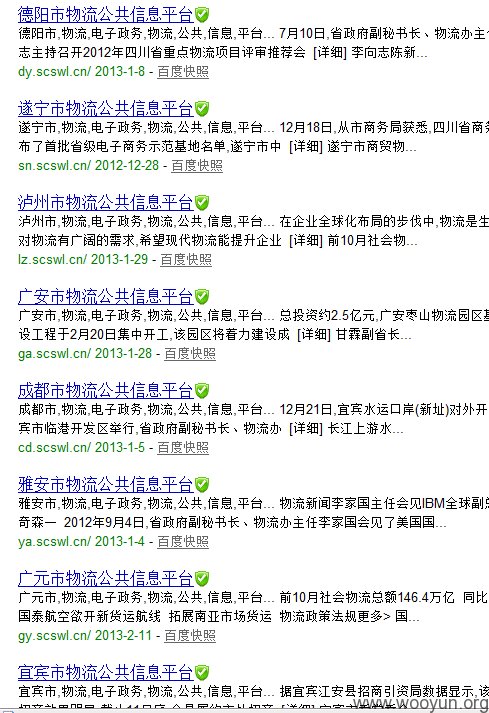 德阳市物流公共信息平台
德阳市,物流,电子政务,物流,公共,信息,平台... 7月10日,省政府副秘书长、物流办主
志主持召开2012年四川省重点物流项目评审推荐会 [详细] 李向志陈新...
dy.scswl.cn/ 2013-1-8 - 百度快照
遂宁市物流公共信息平台
遂宁市,物流,电子政务,物流,公共,信息,平台... 12月18日,从市商务局获悉,四川省商务
布了首批省级电子商务示范基地名单,遂宁市中 [详细] 遂宁市商贸物...
sn.scswl.cn/ 2012-12-28 - 百度快照
泸州市物流公共信息平台
泸州市,物流,电子政务,物流,公共,信息,平台... 在企业全球化布局的步伐中,物流是生
对物流有广阔的需求,希望现代物流能提升企业 [详细] 前10月社会物...
lz.scswl.cn/ 2013-1-29 - 百度快照
广安市物流公共信息平台
广安市,物流,电子政务,物流,公共,信息,平台... 总投资约2.5亿元,广安枣山物流园区基
设工程于2月20日集中开工,该园区将着力建设成 [详细] 甘霖副省长...
ga.scswl.cn/ 2013-1-28 - 百度快照
成都市物流公共信息平台
成都市,物流,电子政务,物流,公共,信息,平台... 12月21日,宜宾水运口岸(新址)对外开
宾市临港开发区举行,省政府副秘书长、物流办 [详细] 长江上游水...
cd.scswl.cn/ 2013-1-5 - 百度快照
雅安市物流公共信息平台
雅安市,物流,电子政务,物流,公共,信息,平台... 物流新闻李家国主任会见IBM全球副总
奇森一 2012年9月4日,省政府副秘书长、物流办主任李家国会见了美国国...
ya.scswl.cn/ 2013-1-4 - 百度快照
广元市物流公共信息平台
广元市,物流,电子政务,物流,公共,信息,平台... 前10月社会物流总额146.4万亿 同比
国泰航空欲开新货运航线 拓展南亚市场货运 物流政策法规更多> 国...
gy.scswl.cn/ 2013-2-11 - 百度快照
宜宾市物流公共信息平台
宜宾市,物流,电子政务,物流,公共,信息,平台... 据宜宾江安县招商引资局数据显示,该
www.wooyun.org